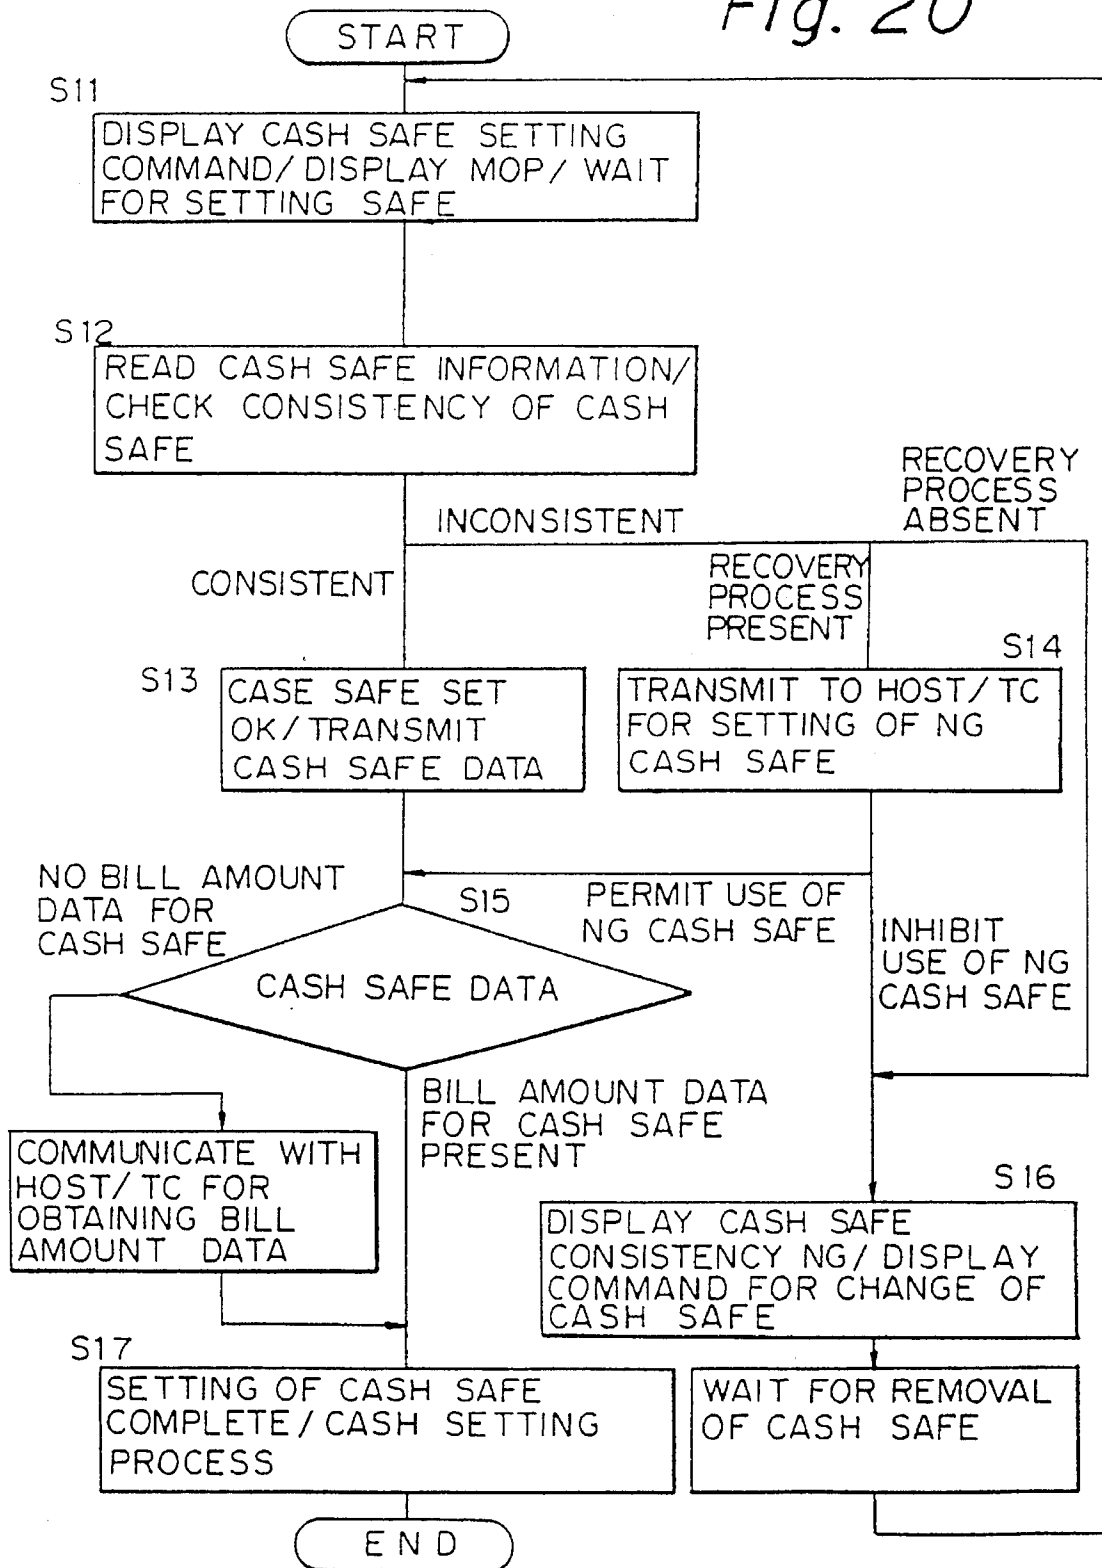 Fig. 20
START
S11
DISPLAY CASH SAFE SETTING
COMMAND/DISPLAY MOP/WAIT
FOR SETTING SAFE
S12
READ CASH SAFE INFORMATION/
CHECK CONSISTENCY OF CASH
SAFE
RECOVERY
PROCESS
ABSENT
INCONSISTENT
CONSISTENT
RECOVERY
PROCESS
PRESENT
S13
CASE SAFE SET
OK/TRANSMIT
CASH SAFE DATA
S14
TRANSMIT TO HOST/TC
FOR SETTING OF NG
CASH SAFE
NO BILL AMOUNT
DATA FOR
CASH SAFE
S15
PERMIT USE OF
NG CASH SAFE
INHIBIT
USE OF NG
CASH SAFE
CASH SAFE DATA
BILL AMOUNT DATA
FOR CASH SAFE
PRESENT
COMMUNICATE WITH
HOST/TC FOR
OBTAINING BILL
AMOUNT DATA
S16
DISPLAY CASH SAFE
CONSISTENCY NG/DISPLAY
COMMAND FOR CHANGE OF
CASH SAFE
S17
SETTING OF CASH SAFE
COMPLETE/CASH SETTING
PROCESS
WAIT FOR REMOVAL
OF CASH SAFE
END